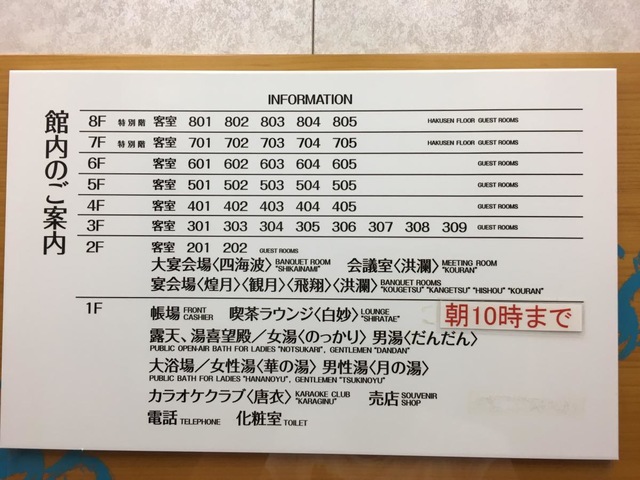 館内のご案内
INFORMATION
8F 特別階 客室 801 802 803 804 805 HAKUSEN FLOOR GUEST ROOMS
7F 特別階 客室 701 702 703 704 705 HAKUSEN FLOOR GUEST ROOMS
6F 客室 601 602 603 604 605 GUEST ROOMS
5F 客室 501 502 503 504 505 GUEST ROOMS
4F 客室 401 402 403 404 405 GUEST ROOMS
3F 客室 301 303 304 305 306 307 308 309 GUEST ROOMS
2F 客室 201 202 GUEST ROOMS
大宴会場〈四海波〉 BANQUET ROOM "SHIKAINAMI" 会議室〈洪瀾〉 MEETING ROOM "KOURAN"
宴会場〈煌月〉〈観月〉〈飛翔〉〈洪瀾〉 BANQUET ROOMS "KOUGETSU" "KANGETSU" "HISHOU" "KOURAN"
1F 帳場 FRONT CASHIER 喫茶ラウンジ〈白妙〉 LOUNGE "SHIRATAE" 朝10時まで
露天、湯喜望殿／女湯〈のっかり〉 男湯〈だんだん〉
PUBLIC OPEN-AIR BATH FOR LADIES "NOTSUKARI", GENTLEMEN "DANDAN"
大浴場／女性湯〈華の湯〉 男性湯〈月の湯〉
PUBLIC BATH FOR LADIES "HANANOYU", GENTLEMEN "TSUKINOYU"
カラオケクラブ〈唐衣〉 KARAOKE CLUB "KARAGINU" 売店 SOUVENIR SHOP
電話 TELEPHONE 化粧室 TOILET